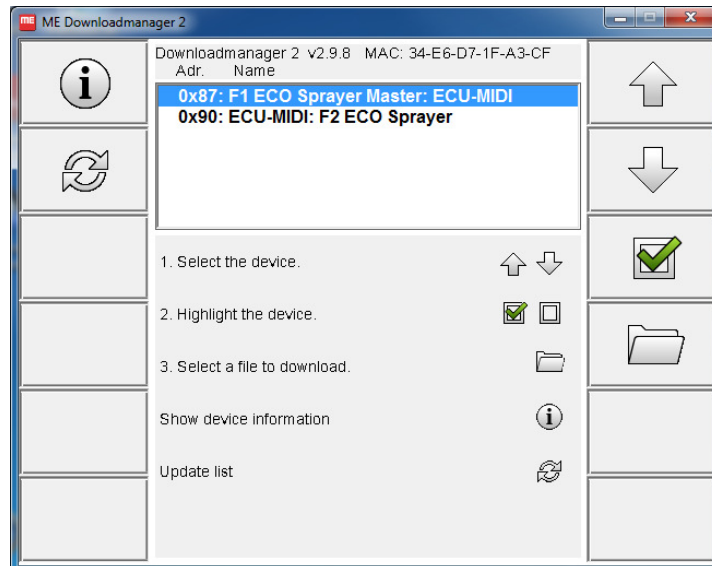 ME ME Downloadmanager 2
Downloadmanager 2 v2.9.8 MAC: 34-E6-D7-1F-A3-CF
Adr. Name
0x87: F1 ECO Sprayer Master: ECU-MIDI
0x90: ECU-MIDI: F2 ECO Sprayer
1. Select the device.
2. Highlight the device.
3. Select a file to download.
Show device information
Update list